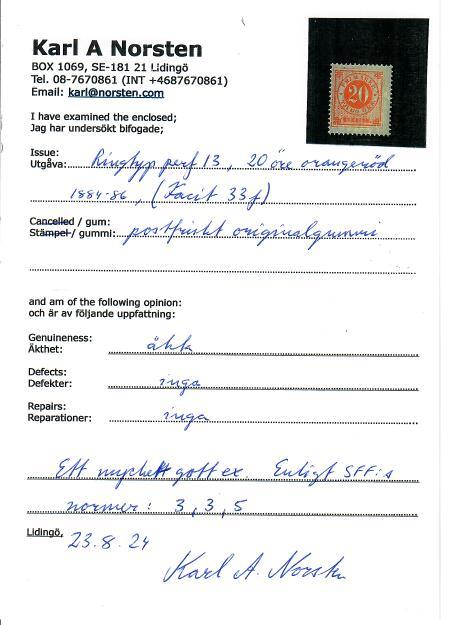 Karl A Norsten
BOX 1069, SE-181 21 Lidingö
Tel. 08-7670861 (INT +4687670861)
Email: karl@norsten.com
20
I have examined the enclosed;
Jag har undersökt bifogade;
Issue:
Utgåva: Ringtyp perf 13, 20 öre orangeröd
1884-86, (Facit 33f)
Cancelled / gum:
Stämpel / gummi: postfriskt originalgummi
and am of the following opinion:
och är av följande uppfattning:
Genuineness:
Äkthet: äkta
Defects:
Defekter: inga
Repairs:
Reparationer: inga
Ett mycket gott ex. Enligt SFF:s
normer: 3, 3, 5
Lidingö, 23.8.24
Karl A. Norsten